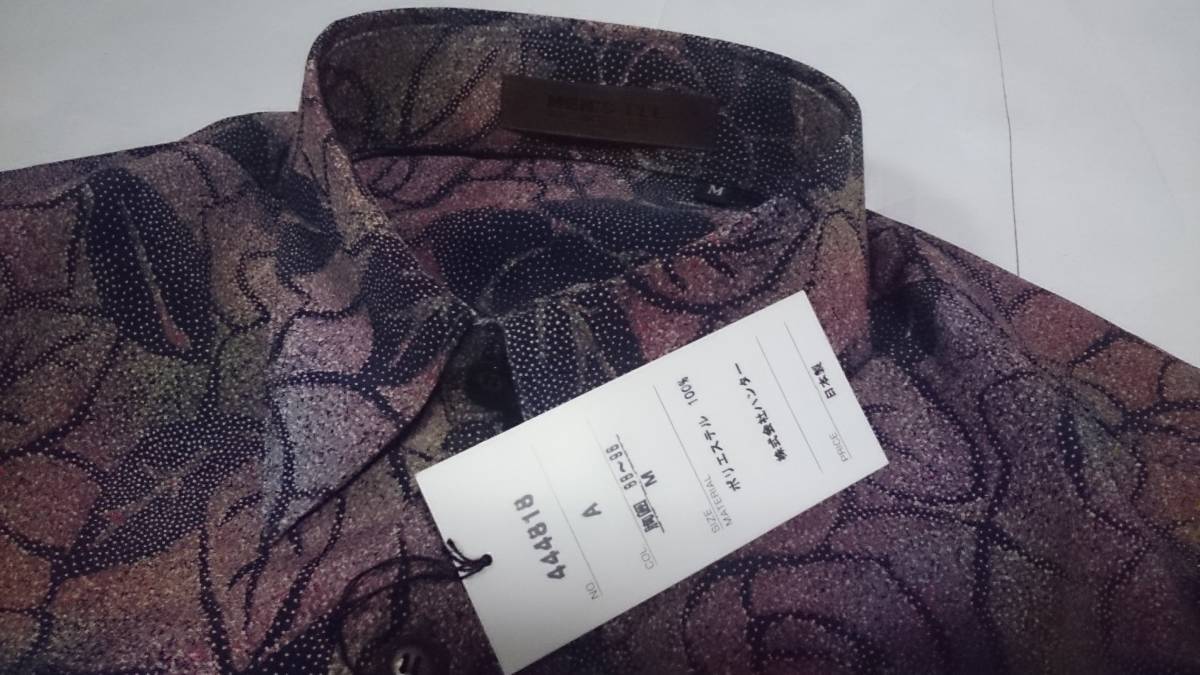 M
NO. 444818
COL. A
SIZE M
胸囲 88～96
MATERIAL
ポリエステル 100%
株式会社ハンター
PRICE 日本製